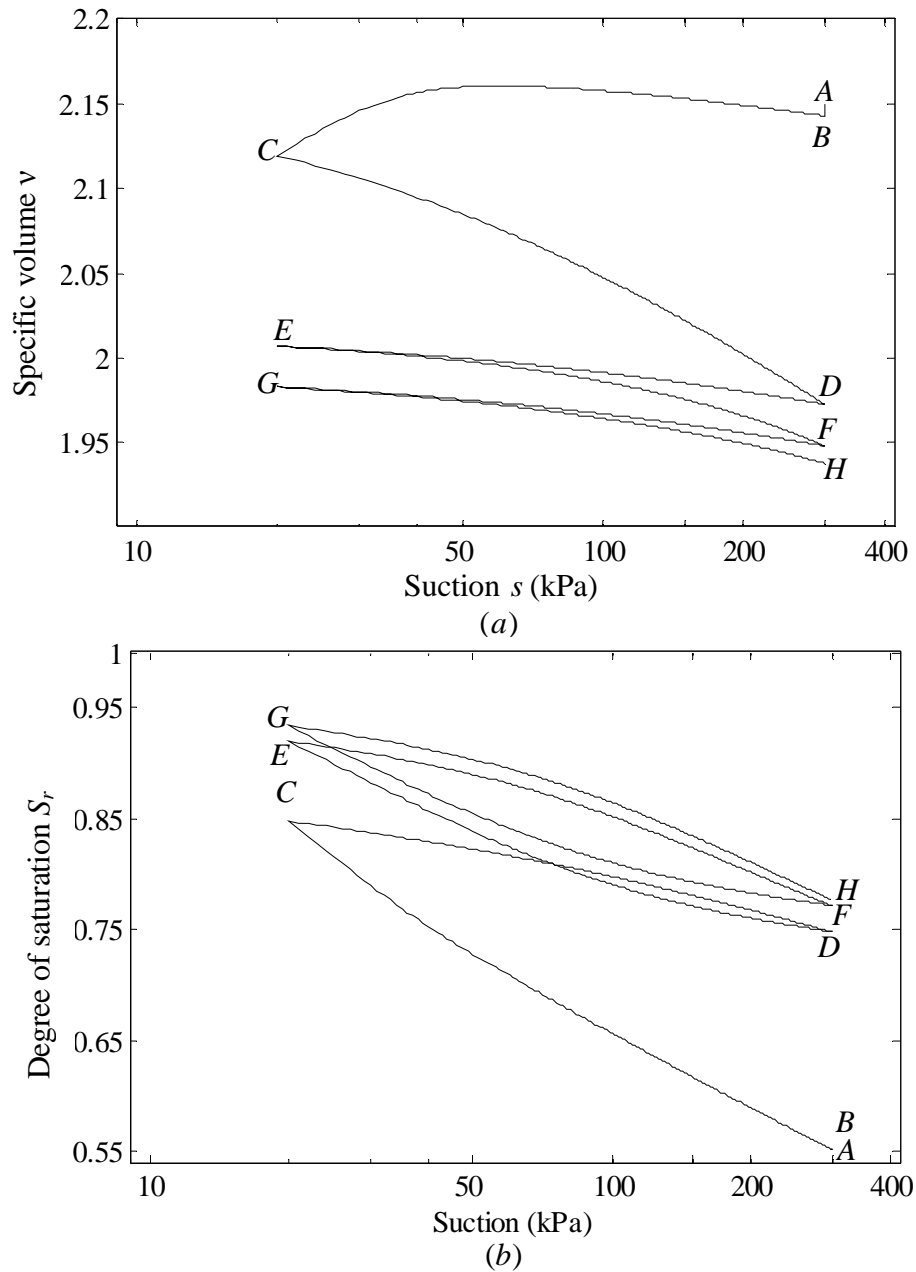 2.2
A
2.15
B
C
2.1
Specific volume ν
2.05
E
2
D
G
F
1.95
H
10
50
100
200
400
Suction s (kPa)
(a)
1
0.95
G
E
C
0.85
Degree of saturation Sr
H
F
0.75
D
0.65
B
0.55
A
10
50
100
200
400
Suction (kPa)
(b)